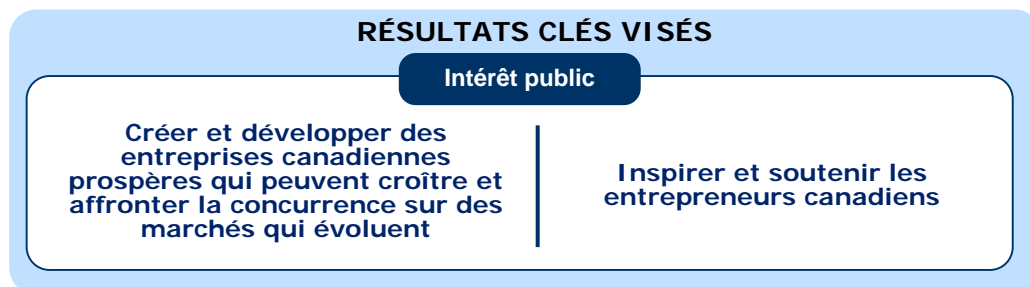 RÉSULTATS CLÉS VISÉS
Intérêt public
Créer et développer des
entreprises canadiennes
prospères qui peuvent croître et
affronter la concurrence sur des
marchés qui évoluent
Inspirer et soutenir les
entrepreneurs canadiens